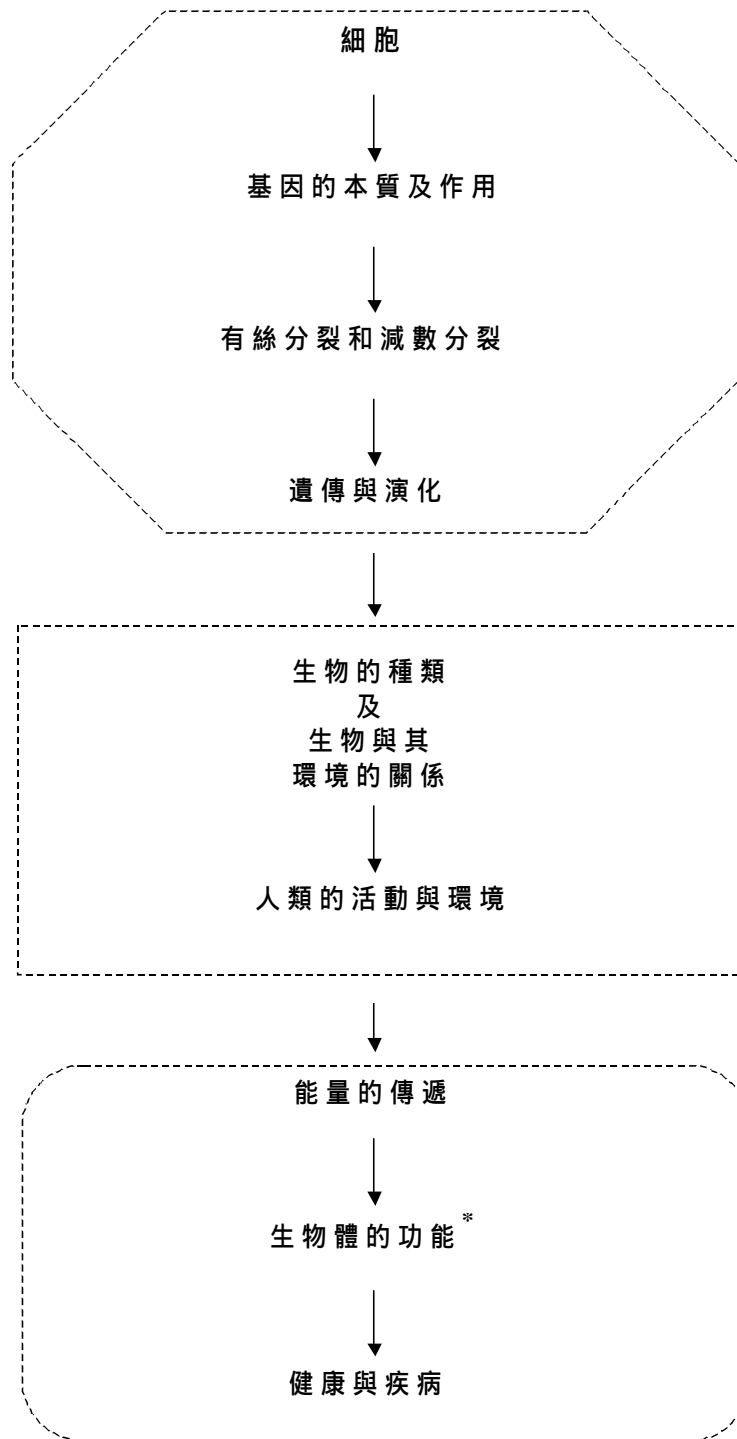 細胞
基因的本質及作用
有絲分裂和減數分裂
遺傳與演化
生物的種類
及
生物與其
環境的關係
人類的活動與環境
能量的傳遞
生物體的功能*
健康與疾病